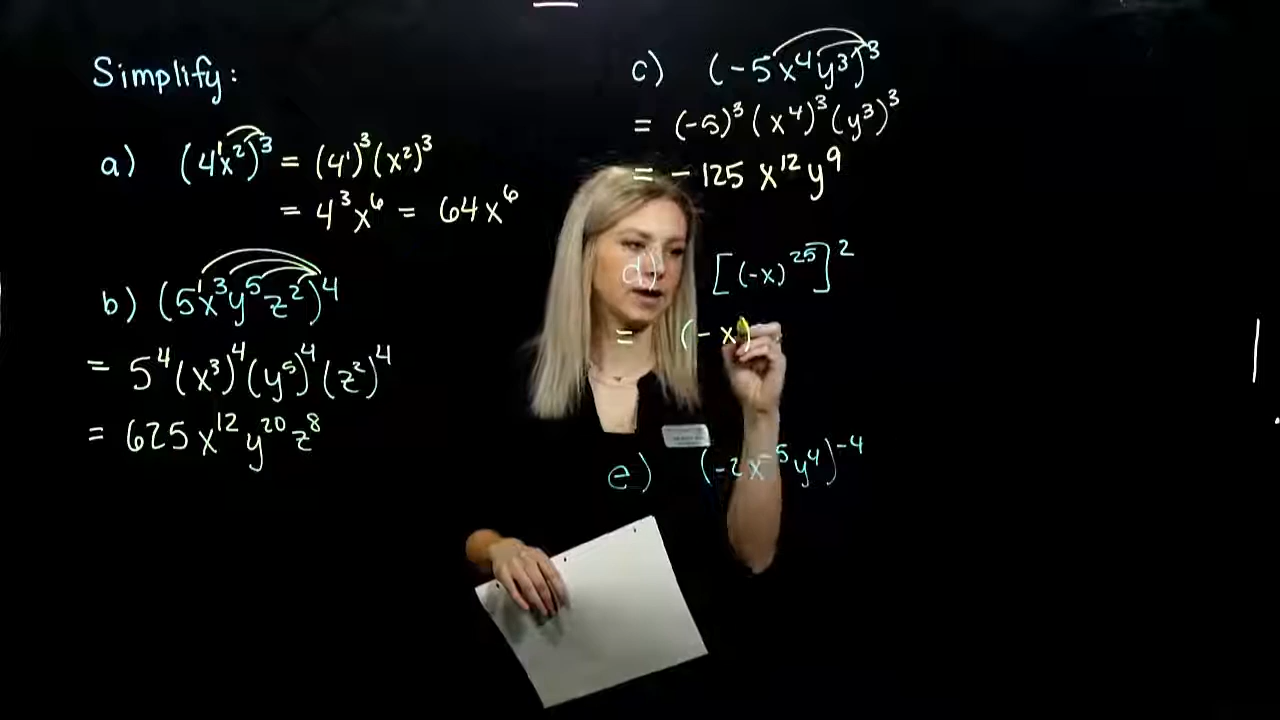 Simplify:
a) (4¹x²)³ = (4¹)³(x²)³
= 4³x⁶ = 64x⁶
b) (5¹x³y⁵z²)⁴
= 5⁴(x³)⁴(y⁵)⁴(z²)⁴
= 625x¹²y²⁰z⁸
c) (-5x⁴y³)³
= (-5)³(x⁴)³(y³)³
= -125x¹²y⁹
d) [(-x)²⁵]²
= (-x)
e) (-2x⁻⁵y⁴)⁻⁴